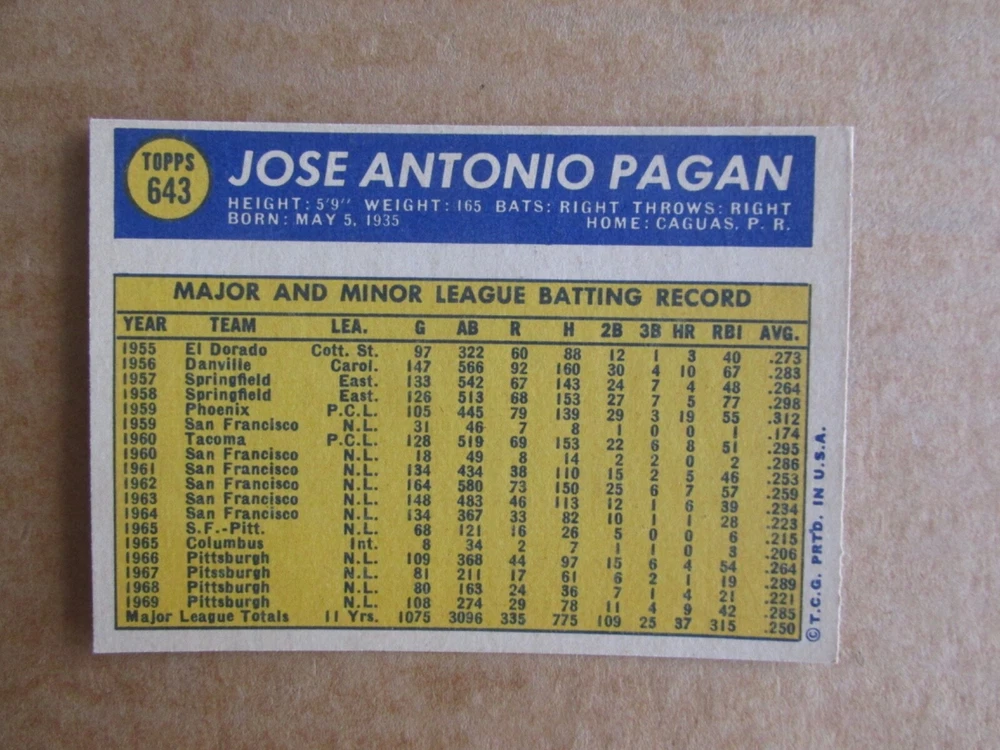 TOPPS
643
JOSE ANTONIO PAGAN
HEIGHT: 5'9" WEIGHT: 165 BATS: RIGHT THROWS: RIGHT
BORN: MAY 5, 1935 HOME: CAGUAS, P. R.
MAJOR AND MINOR LEAGUE BATTING RECORD
YEAR TEAM LEA. G AB R H 2B 3B HR RBI AVG.
1955 El Dorado Cott. St. 97 322 60 88 12 1 3 40 .273
1956 Danville Carol. 147 566 92 160 30 4 10 67 .283
1957 Springfield East. 133 542 67 143 24 7 4 48 .264
1958 Springfield East. 126 513 68 153 27 7 5 77 .298
1959 Phoenix P.C.L. 105 445 79 139 29 3 19 55 .312
1959 San Francisco N.L. 31 46 7 8 1 0 0 1 .174
1960 Tacoma P.C.L. 128 519 69 153 22 6 8 51 .295
1960 San Francisco N.L. 18 49 8 14 2 2 0 2 .286
1961 San Francisco N.L. 134 434 38 110 15 2 5 46 .253
1962 San Francisco N.L. 164 580 73 150 25 6 7 57 .259
1963 San Francisco N.L. 148 483 46 113 12 1 6 39 .234
1964 San Francisco N.L. 134 367 33 82 10 1 1 28 .223
1965 S.F.-Pitt. N.L. 68 121 16 26 5 0 0 6 .215
1965 Columbus Int. 8 34 2 7 1 1 0 3 .206
1966 Pittsburgh N.L. 109 368 44 97 15 6 4 54 .264
1967 Pittsburgh N.L. 81 211 17 61 6 2 1 19 .289
1968 Pittsburgh N.L. 80 163 24 36 7 1 4 21 .221
1969 Pittsburgh N.L. 108 274 29 78 11 4 9 42 .285
Major League Totals 11 Yrs. 1075 3096 335 775 109 25 37 315 .250
© T.C.G. PRT'D. IN U.S.A.